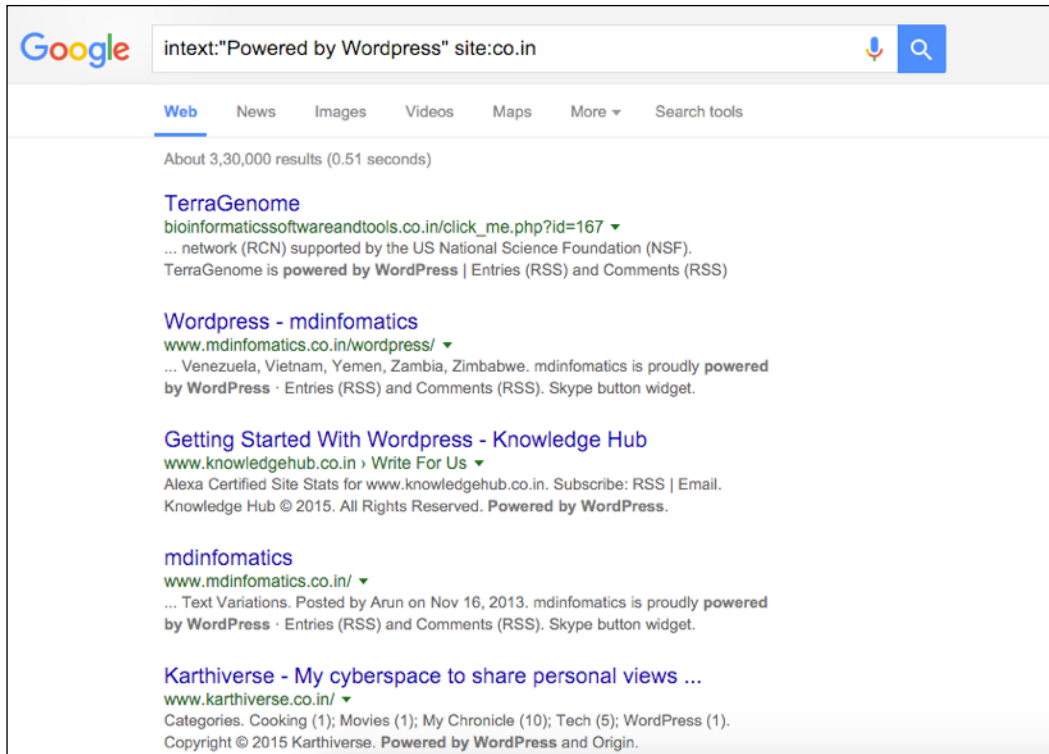 Google
intext:"Powered by Wordpress" site:co.in
Web News Images Videos Maps More Search tools
About 3,30,000 results (0.51 seconds)
TerraGenome
bioinformaticssoftwareandtools.co.in/click_me.php?id=167
... network (RCN) supported by the US National Science Foundation (NSF).
TerraGenome is powered by WordPress | Entries (RSS) and Comments (RSS)
Wordpress - mdinfomatics
www.mdinfomatics.co.in/wordpress/
... Venezuela, Vietnam, Yemen, Zambia, Zimbabwe. mdinfomatics is proudly powered
by WordPress · Entries (RSS) and Comments (RSS). Skype button widget.
Getting Started With Wordpress - Knowledge Hub
www.knowledgehub.co.in › Write For Us
Alexa Certified Site Stats for www.knowledgehub.co.in. Subscribe: RSS | Email.
Knowledge Hub © 2015. All Rights Reserved. Powered by WordPress.
mdinfomatics
www.mdinfomatics.co.in/
... Text Variations. Posted by Arun on Nov 16, 2013. mdinfomatics is proudly powered
by WordPress · Entries (RSS) and Comments (RSS). Skype button widget.
Karthiverse - My cyberspace to share personal views ...
www.karthiverse.co.in/
Categories. Cooking (1); Movies (1); My Chronicle (10); Tech (5); WordPress (1).
Copyright © 2015 Karthiverse. Powered by WordPress and Origin.